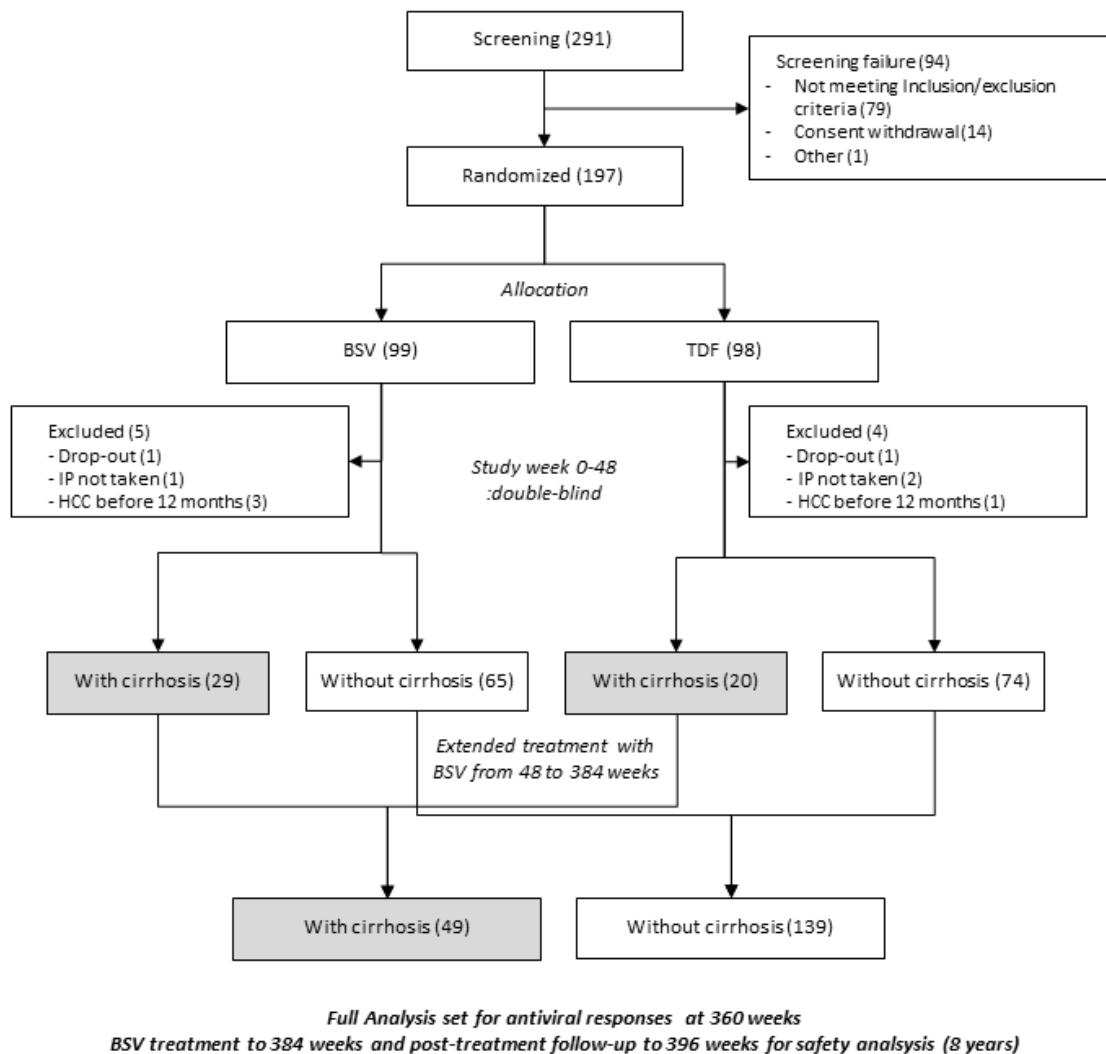 Screening (291)
Screening failure (94)
- Not meeting Inclusion/exclusion
criteria (79)
- Consent withdrawal (14)
- Other (1)
Randomized (197)
Allocation
BSV (99)
TDF (98)
Excluded (5)
- Drop-out (1)
- IP not taken (1)
- HCC before 12 months (3)
Study week 0-48
:double-blind
Excluded (4)
- Drop-out (1)
- IP not taken (2)
- HCC before 12 months (1)
With cirrhosis (29)
Without cirrhosis (65)
With cirrhosis (20)
Without cirrhosis (74)
Extended treatment with
BSV from 48 to 384 weeks
With cirrhosis (49)
Without cirrhosis (139)
Full Analysis set for antiviral responses at 360 weeks
BSV treatment to 384 weeks and post-treatment follow-up to 396 weeks for safety analsysis (8 years)